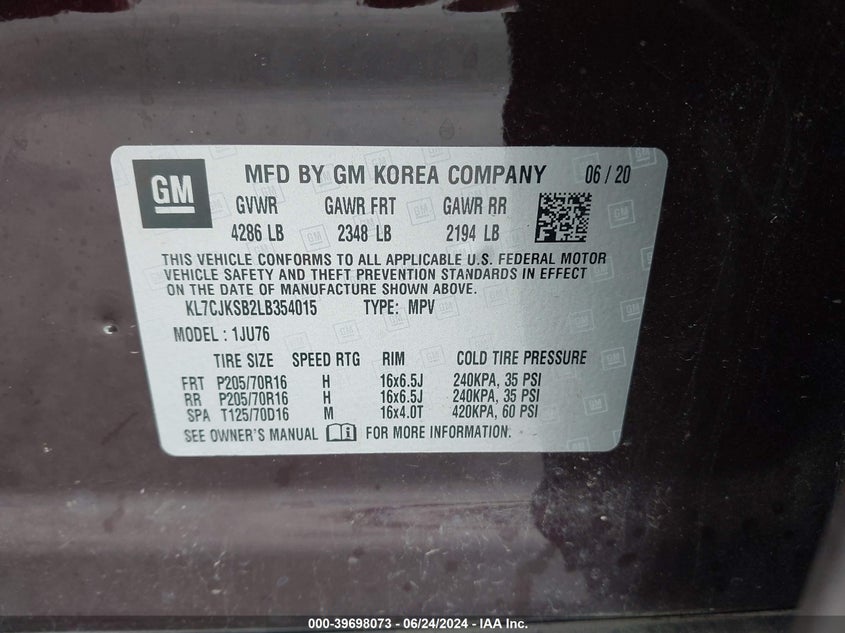 GM
MFD BY GM KOREA COMPANY 06 / 20
GVWR GAWR FRT GAWR RR
4286 LB 2348 LB 2194 LB
THIS VEHICLE CONFORMS TO ALL APPLICABLE U.S. FEDERAL MOTOR
VEHICLE SAFETY AND THEFT PREVENTION STANDARDS IN EFFECT
ON THE DATE OF MANUFACTURE SHOWN ABOVE.
KL7CJKSB2LB354015 TYPE: MPV
MODEL : 1JU76
TIRE SIZE SPEED RTG RIM COLD TIRE PRESSURE
FRT P205/70R16 H 16x6.5J 240KPA, 35 PSI
RR P205/70R16 H 16x6.5J 240KPA, 35 PSI
SPA T125/70D16 M 16x4.0T 420KPA, 60 PSI
SEE OWNER'S MANUAL FOR MORE INFORMATION.
000-39698073 - 06/24/2024 - IAA Inc.